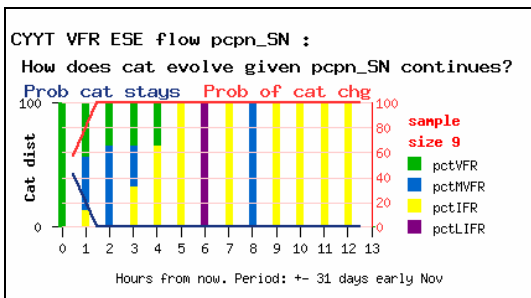 CYYT VFR ESE flow pcpn_SN :
How does cat evolve given pcpn_SN continues?
Prob cat stays Prob of cat chg
100 100
80
60
40
20
0 0
Cat dist
sample
size 9
pctVFR
pctMVFR
pctIFR
pctLIFR
0 1 2 3 4 5 6 7 8 9 10 11 12 13
Hours from now. Period: +- 31 days early Nov